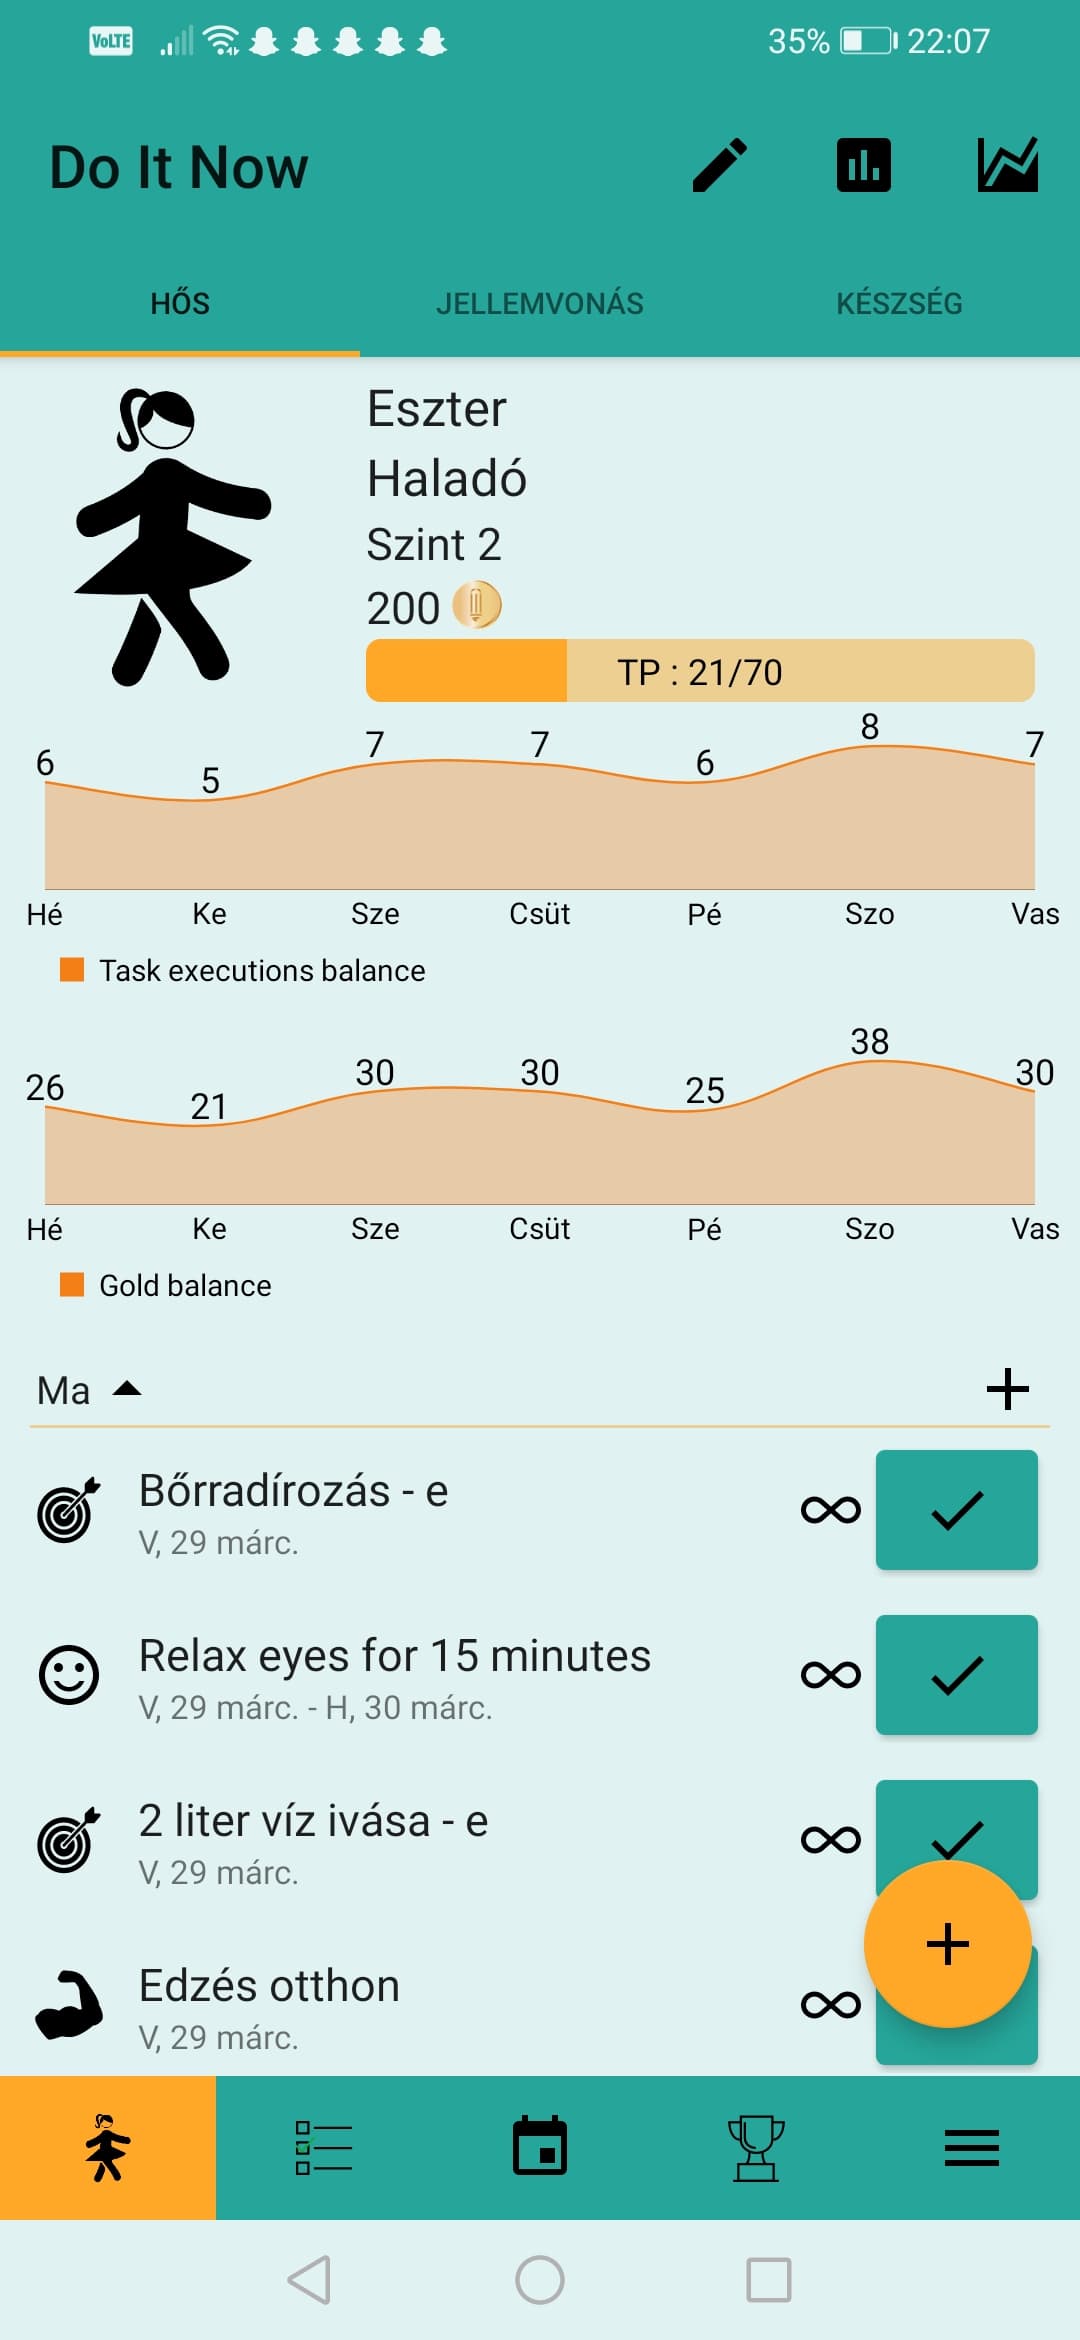 VoLTE 35% 22:07
Do It Now
HŐS JELLEMVONÁS KÉSZSÉG
Eszter
Haladó
Szint 2
200
TP : 21/70
6 5 7 7 6 8 7
Hé Ke Sze Csüt Pé Szo Vas
Task executions balance
26 21 30 30 25 38 30
Hé Ke Sze Csüt Pé Szo Vas
Gold balance
Ma
Bőrradírozás - e
V, 29 márc.
Relax eyes for 15 minutes
V, 29 márc. - H, 30 márc.
2 liter víz ivása - e
V, 29 márc.
Edzés otthon
V, 29 márc.